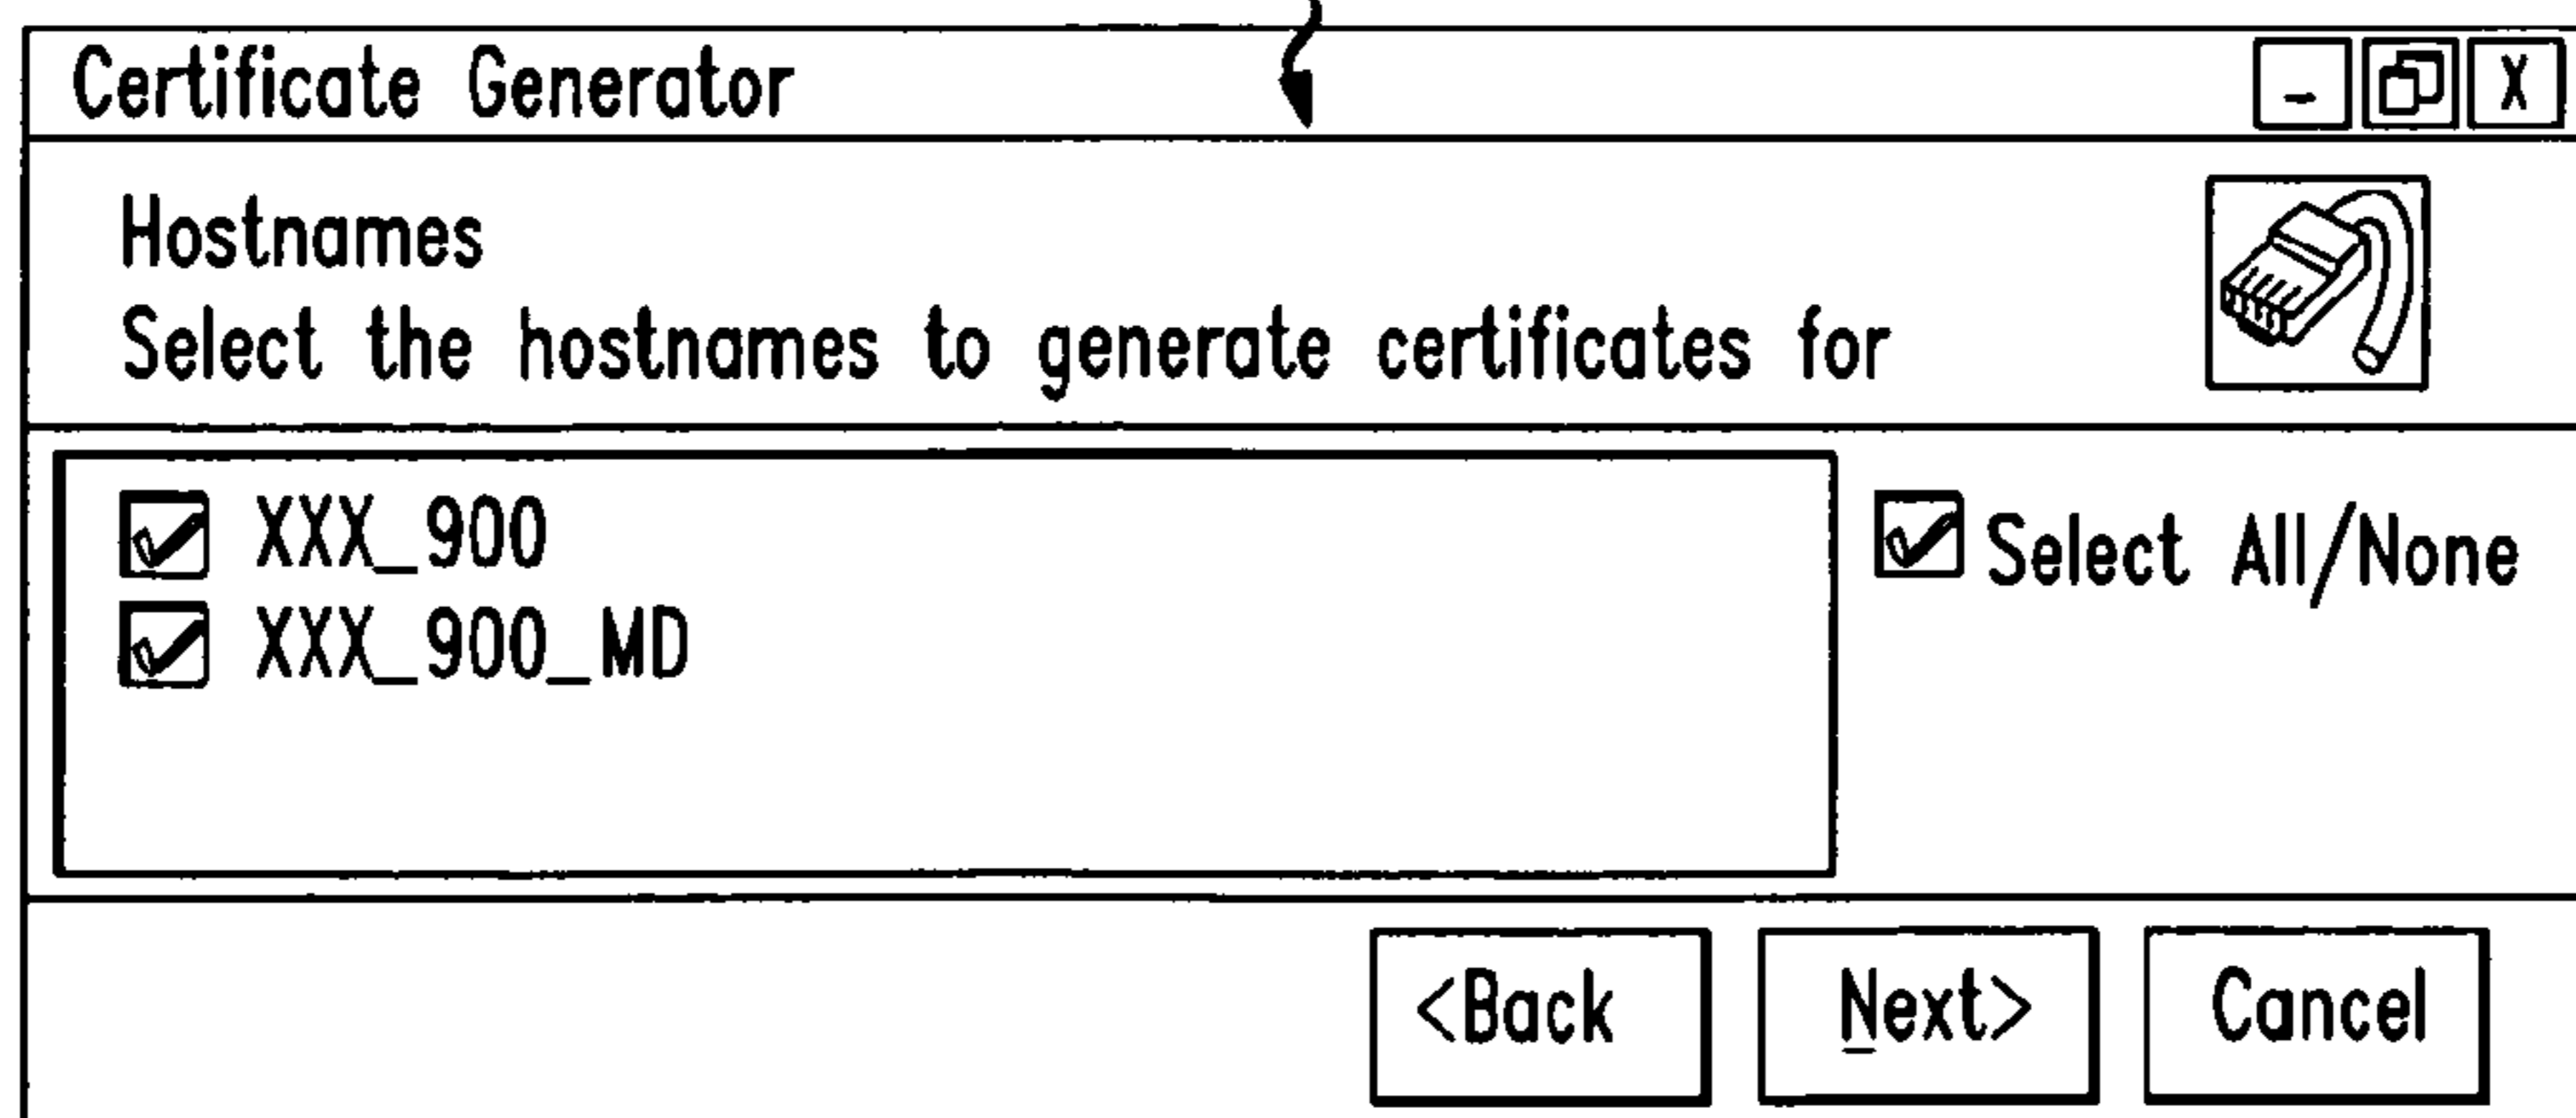 Certificate Generator
Hostnames
Select the hostnames to generate certificates for
XXX_900
Select All/None
XXX_900_MD
<Back Next> Cancel